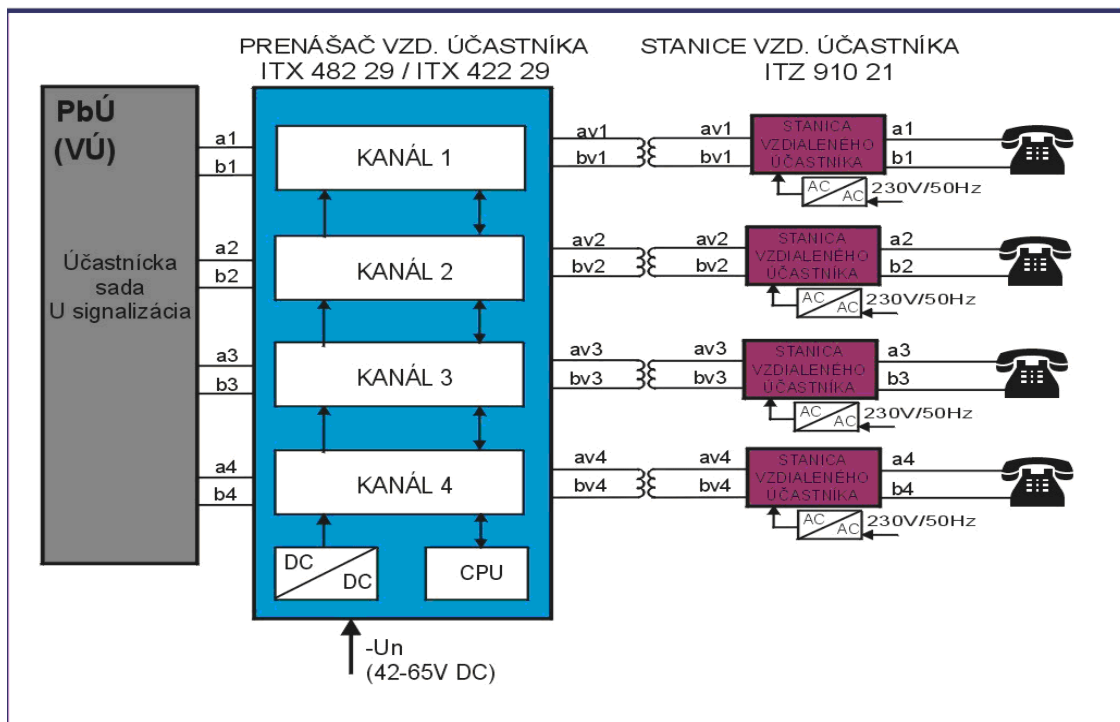 PRENÁŠAČ VZD. ÚČASTNÍKA
ITX 482 29 / ITX 422 29
STANICE VZD. ÚČASTNÍKA
ITZ 910 21
PbÚ
(VÚ)
Účastnícka
sada
U signalizácia
a1
b1
a2
b2
a3
b3
a4
b4
KANÁL 1
KANÁL 2
KANÁL 3
KANÁL 4
DC
DC
CPU
-Un
(42-65V DC)
av1
bv1
av1
bv1
STANICA
VZDIALENÉHO
ÚČASTNÍKA
a1
b1
AC
AC
230V/50Hz
av2
bv2
av2
bv2
STANICA
VZDIALENÉHO
ÚČASTNÍKA
a2
b2
AC
AC
230V/50Hz
av3
bv3
av3
bv3
STANICA
VZDIALENÉHO
ÚČASTNÍKA
a3
b3
AC
AC
230V/50Hz
av4
bv4
av4
bv4
STANICA
VZDIALENÉHO
ÚČASTNÍKA
a4
b4
AC
AC
230V/50Hz